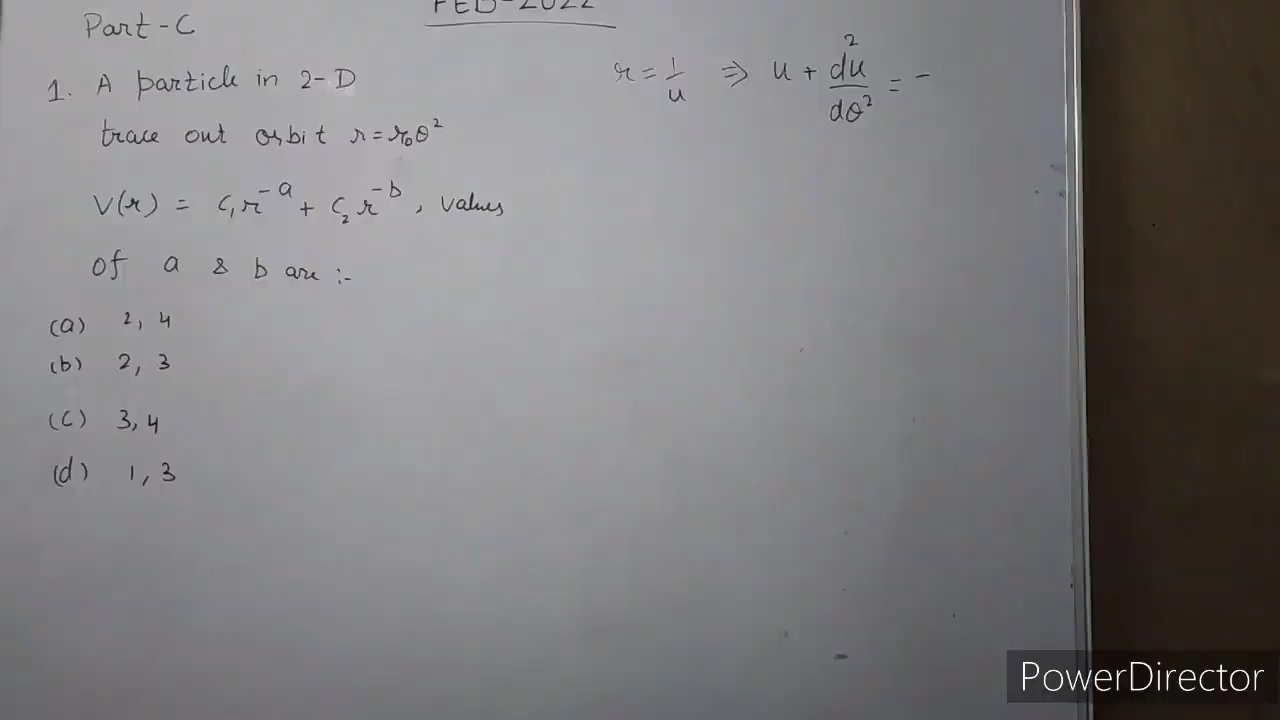 FEB-2022
Part-C
1. A particle in 2-D
trace out orbit r=r₀θ²
V(r) = C₁r⁻ᵃ + C₂r⁻ᵇ, values
of a & b are :-
(a) 2, 4
(b) 2, 3
(c) 3, 4
(d) 1, 3
r = 1/u ⇒ u + d²u/dθ² = -
PowerDirector